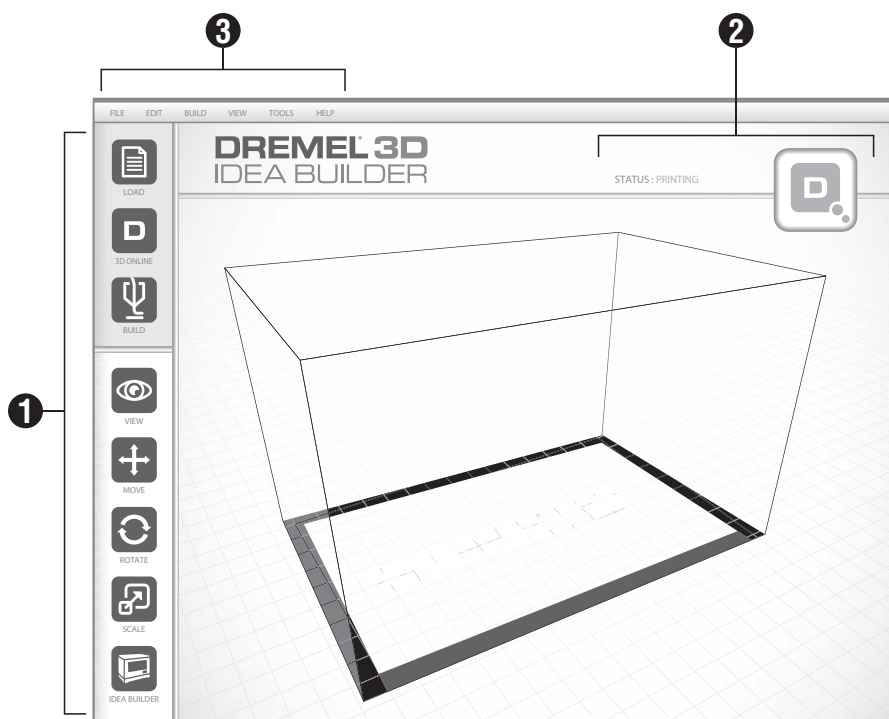 3
2
FILE EDIT BUILD VIEW TOOLS HELP
DREMEL 3D
IDEA BUILDER
STATUS : PRINTING
D
LOAD
D
3D ONLINE
BUILD
1
VIEW
MOVE
ROTATE
SCALE
IDEA BUILDER